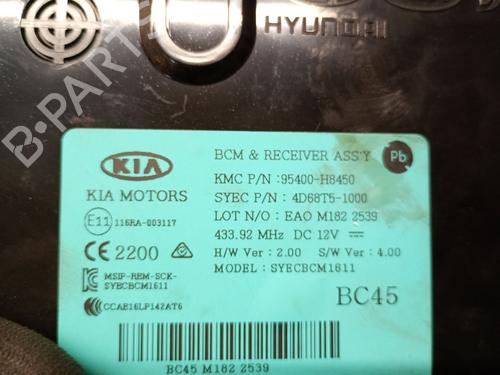 HYUNDAI
B-PARTS
KIA
KIA MOTORS
BCM & RECEIVER ASS'Y
Pb
KMC P/N : 95400-H8450
SYEC P/N : 4D68T5-1000
LOT N/O : EAO M182 2539
433.92 MHz DC 12V
H/W Ver : 2.00 S/W Ver : 4.00
MODEL : SYECBCM1611
E11 116RA-003117
CE 2200
MSIP-REM-SCK-
SYECBCM1611
CCAE16LP142AT6
BC45
BC45 M182 2539